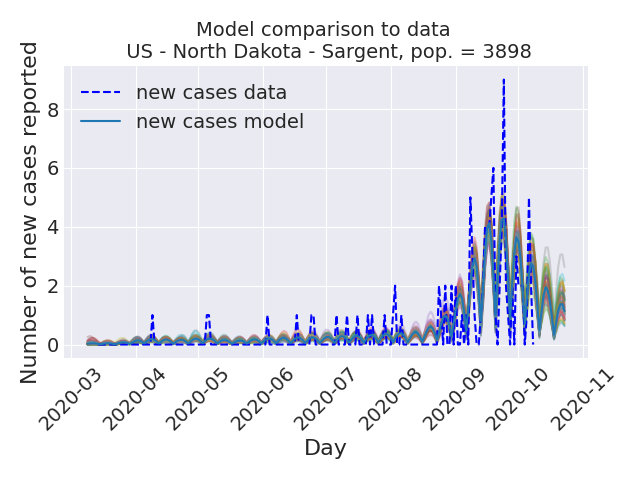 Model comparison to data
US - North Dakota - Sargent, pop. = 3898
Number of new cases reported
new cases data
new cases model
8
6
4
2
0
2020-03
2020-04
2020-05
2020-06
2020-07
2020-08
2020-09
2020-10
2020-11
Day